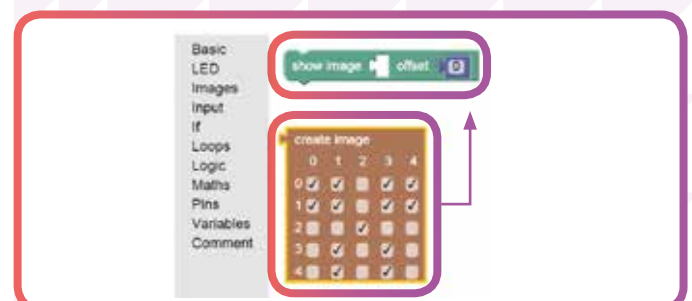 Basic
LED
Images
Input
If
Loops
Logic
Maths
Pins
Variables
Comment
show image offset 0
create image
0 1 2 3 4
0
1
2
3
4